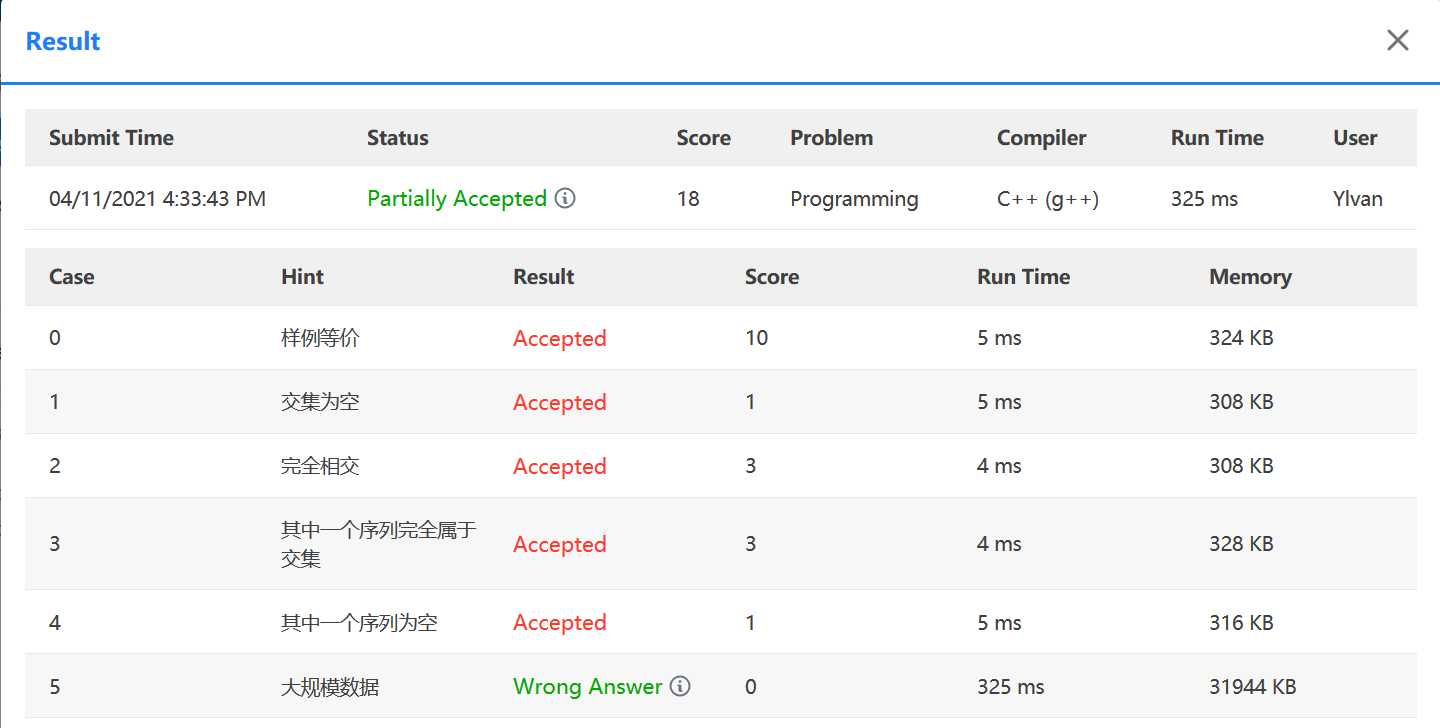 Result
Submit Time Status Score Problem Compiler Run Time User
04/11/2021 4:33:43 PM Partially Accepted 18 Programming C++ (g++) 325 ms Ylvan
Case Hint Result Score Run Time Memory
0 样例等价 Accepted 10 5 ms 324 KB
1 交集为空 Accepted 1 5 ms 308 KB
2 完全相交 Accepted 3 4 ms 308 KB
3 其中一个序列完全属于 Accepted 3 4 ms 328 KB
交集
4 其中一个序列为空 Accepted 1 5 ms 316 KB
5 大规模数据 Wrong Answer 0 325 ms 31944 KB